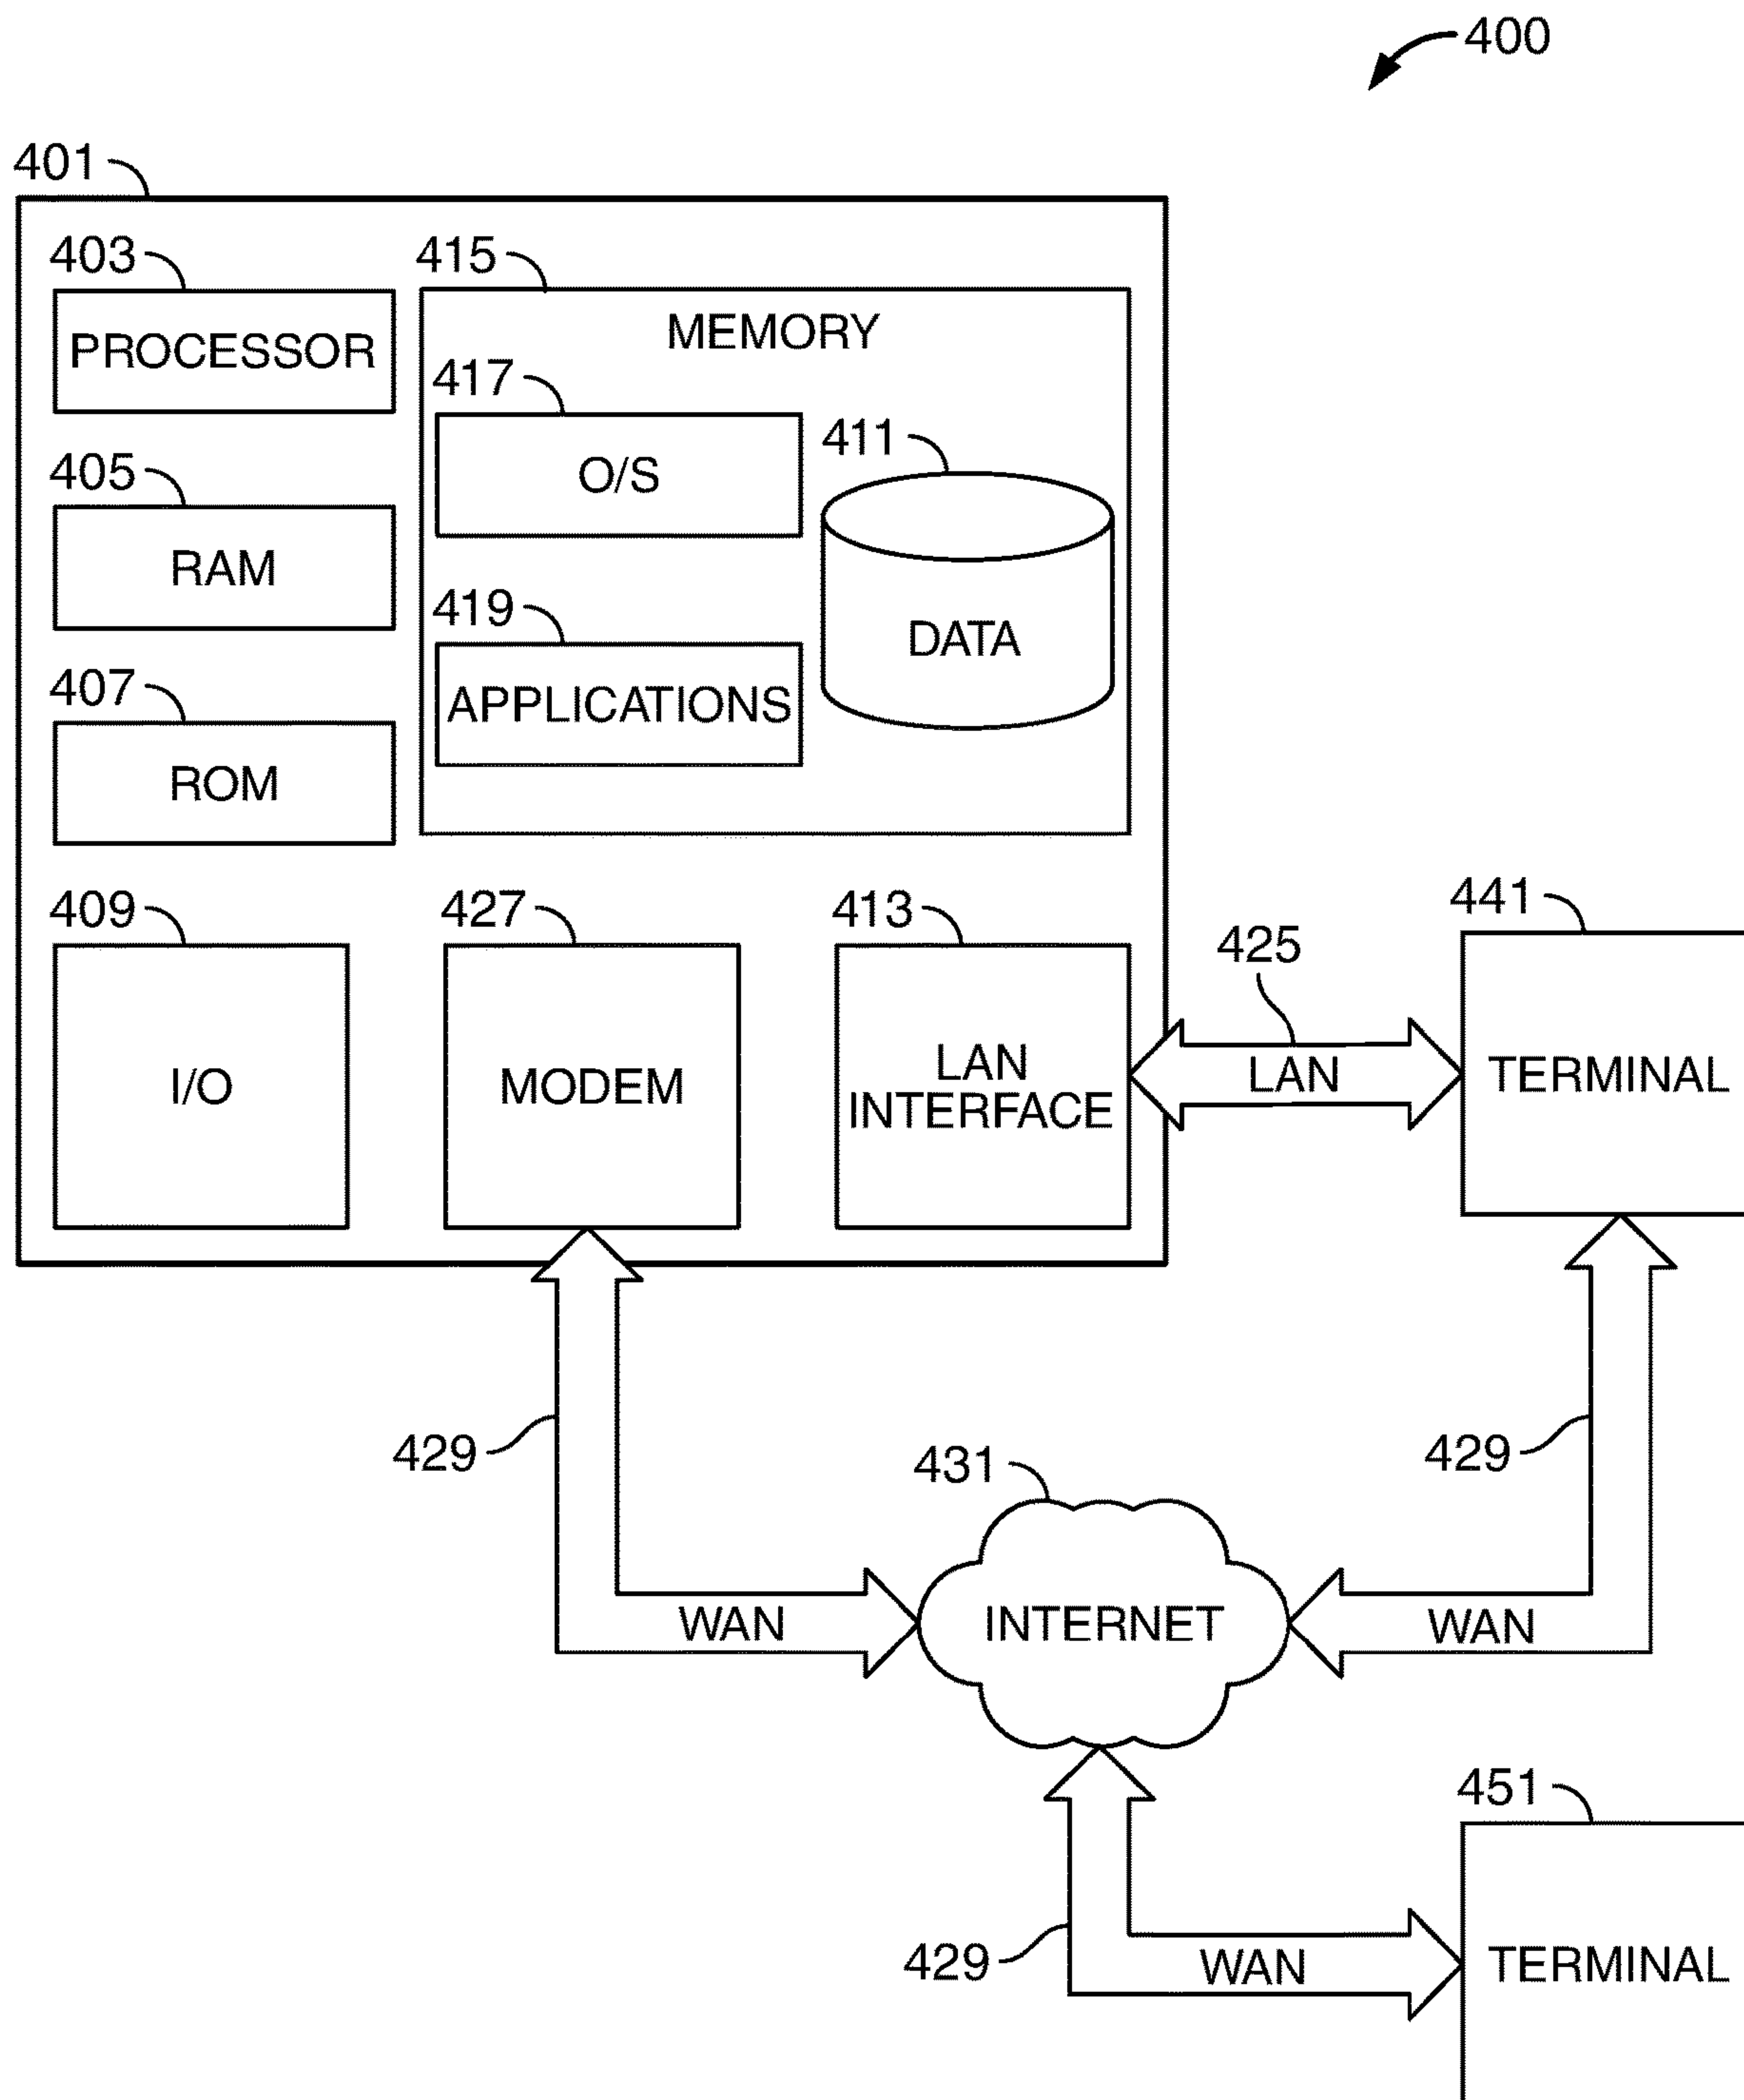 400
401
403
PROCESSOR
405
RAM
407
ROM
415
MEMORY
417
O/S
411
DATA
419
APPLICATIONS
409
I/O
427
MODEM
413
LAN
INTERFACE
425
LAN
441
TERMINAL
429
WAN
431
INTERNET
429
WAN
429
WAN
451
TERMINAL